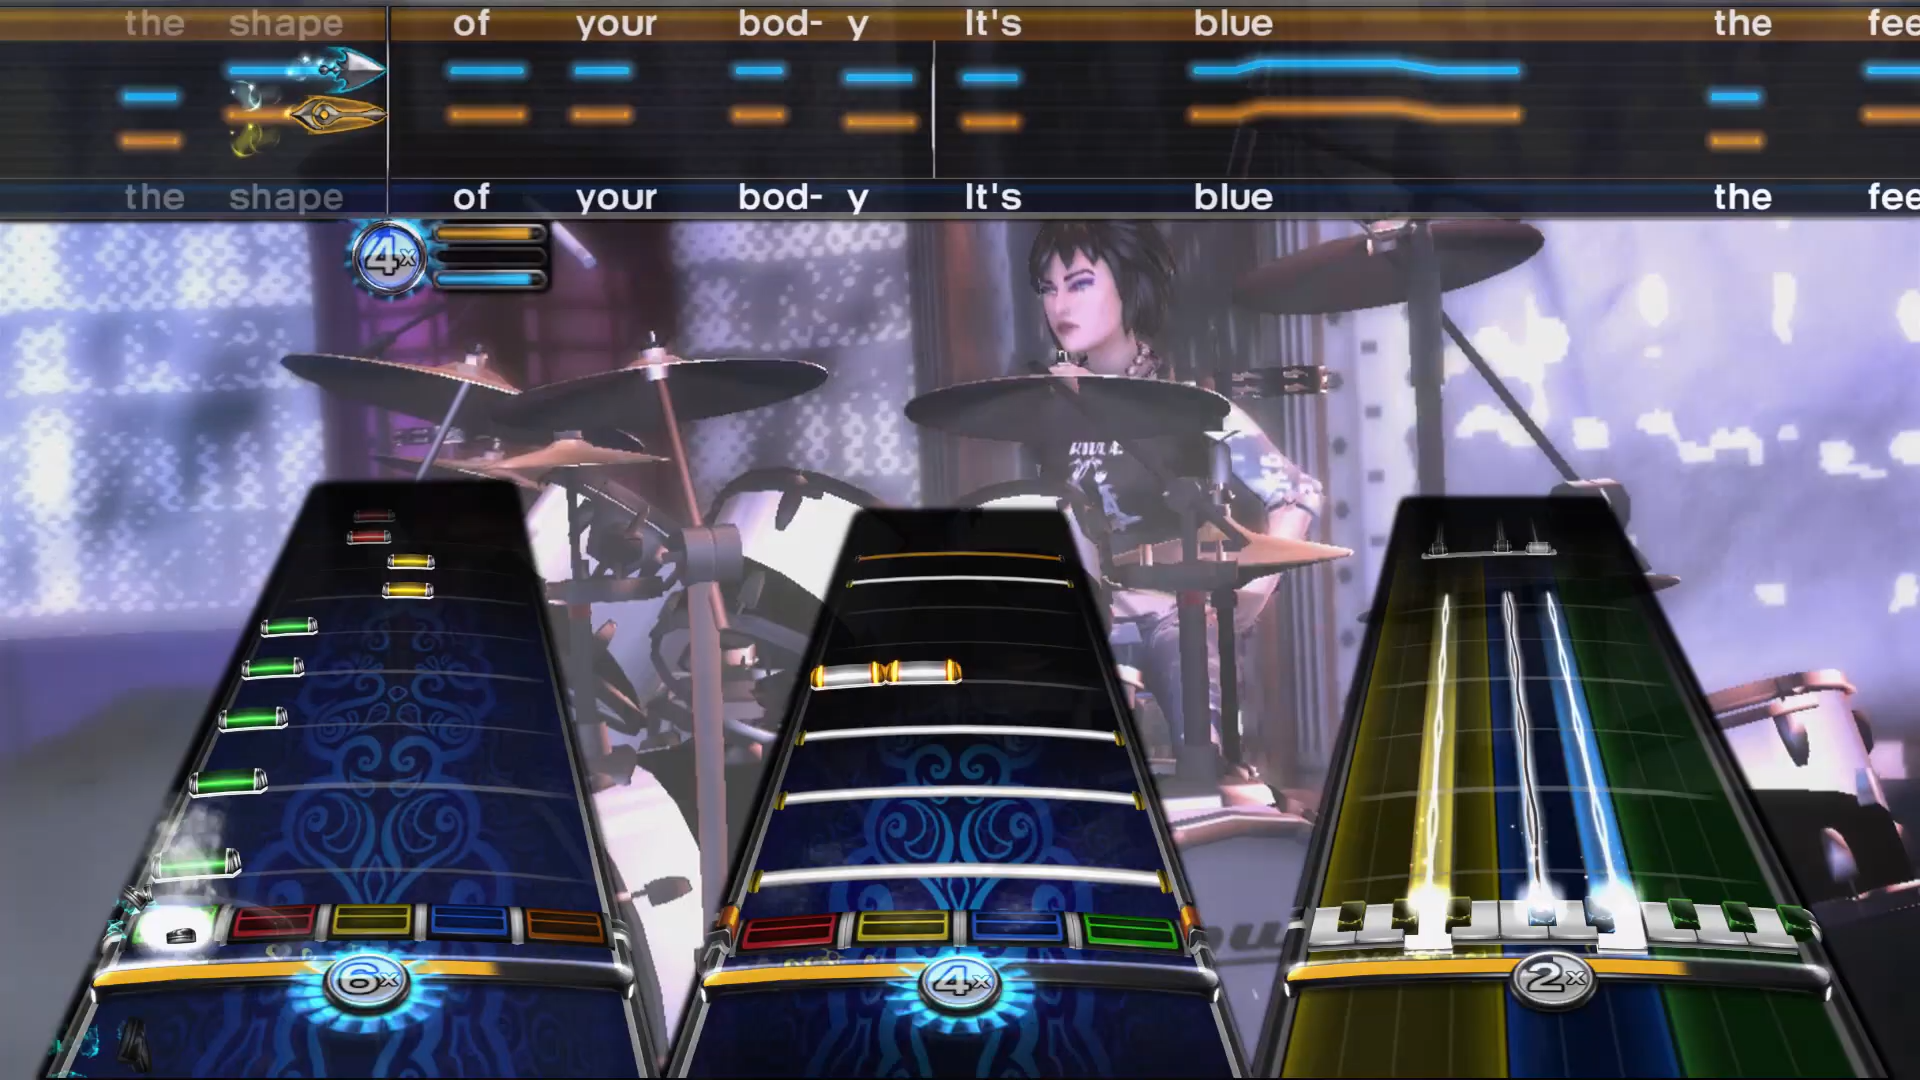 the shape of your bod- y It's blue the fee
the shape of your bod- y It's blue the fee
4x
6x
4x
2x